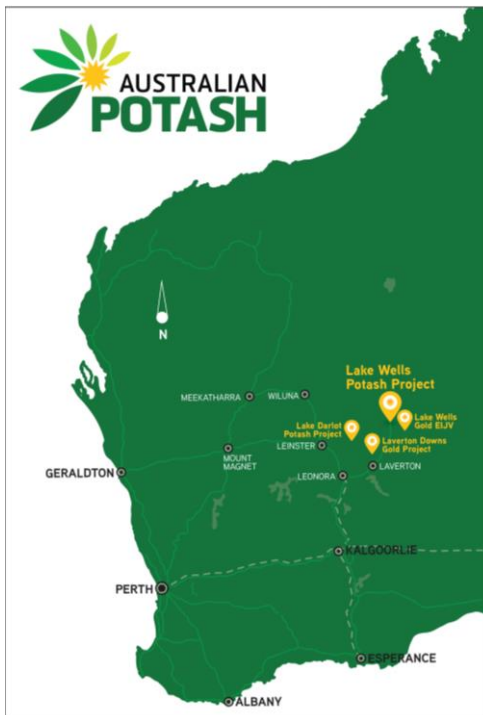 AUSTRALIAN
POTASH
N
Lake Wells
Potash Project
MEEKATHARRA
WILUNA
Lake Wells
Gold EIJV
Lake Darlot
Potash Project
Laverton Downs
Gold Project
LEINSTER
MOUNT
MAGNET
LAVERTON
GERALDTON
LEONORA
KALGOORLIE
PERTH
ESPERANCE
ALBANY